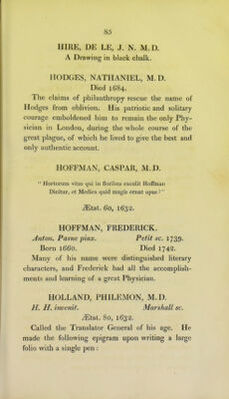 85
HIRE, DE LE, J. N. M. D.
A Drawing in black chalk.
HODGES, NATHANIEL, M. D.
Died 1684.
The claims of philanthropy rescue the name of
Hodges from oblivion. His patriotic and solitary
courage emboldened him to remain the only Phy-
sician in London, during the whole course of the
great plague, of which he lived to give the best and
only authentic account.
HOFFMAN, CASPAR, M. D.
" Hortorum vitas qui in floribus exculit Hoffman
Dicitur, et Medico quid magis ornat opus?"
Ætat. 60, 1632.
HOFFMAN, FREDERICK.
Anton. Paene pinx. Petit sc. 1739.
Born 1660. Died 1742.
Many of his name were distinguished literary
characters, and Frederick had all the accomplish-
ments and learning of a great Physician.
HOLLAND, PHILEMON, M. D.
H. H. invenit. Marshall sc.
Ætat. 80, 1632.
Called the Translator General of his age. He
made the following epigram upon writing a large
folio with a single pen :